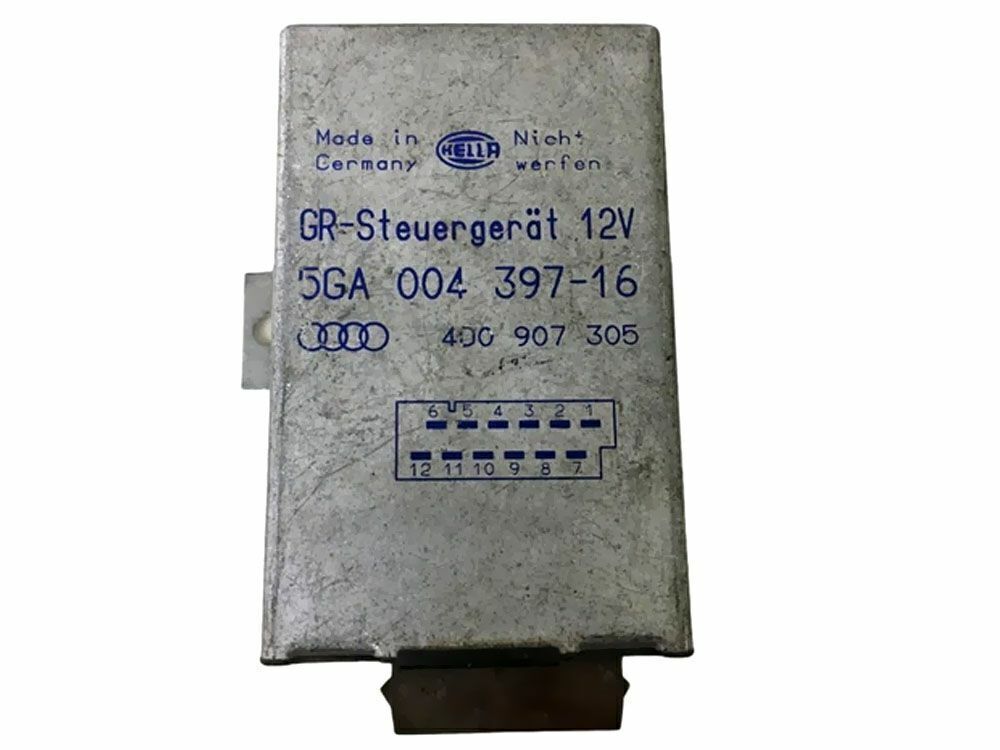 Made in HELLA Nicht
Germany werfen
GR-Steuergerät 12V
5GA 004 397-16
4D0 907 305
6 5 4 3 2 1
12 11 10 9 8 7